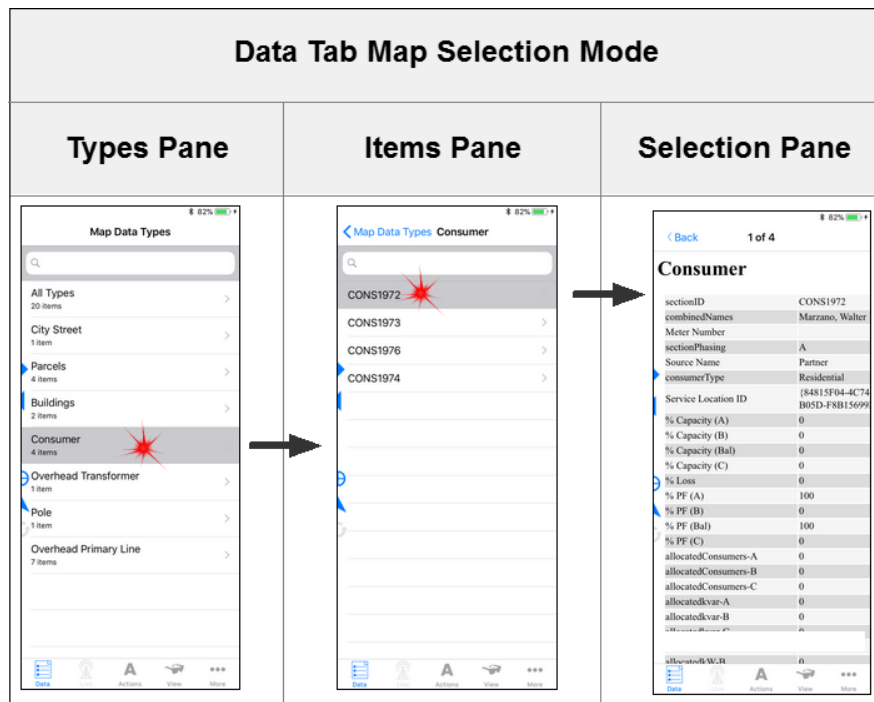 Data Tab Map Selection Mode
Types Pane
Items Pane
Selection Pane
82%
Map Data Types
All Types
20 items
City Street
1 item
Parcels
4 items
Buildings
2 items
Consumer
4 items
Overhead Transformer
1 item
Pole
1 item
Overhead Primary Line
7 items
Data
Actions
View
More
82%
Map Data Types Consumer
CONS1972
CONS1973
CONS1976
CONS1974
Data
Actions
View
More
82%
Back 1 of 4
Consumer
sectionID CONS1972
combinedNames Marzano, Walter
Meter Number
sectionPhasing A
Source Name Partner
consumerType Residential
Service Location ID {84815F04-4C74
B05D-F8B15699
% Capacity (A) 0
% Capacity (B) 0
% Capacity (Bal) 0
% Capacity (C) 0
% Loss 0
% PF (A) 100
% PF (B) 0
% PF (Bal) 100
% PF (C) 0
allocatedConsumers-A 0
allocatedConsumers-B 0
allocatedConsumers-C 0
allocatedkvar-A 0
allocatedkvar-B 0
allocatedkW-B 0
Data
Actions
View
More